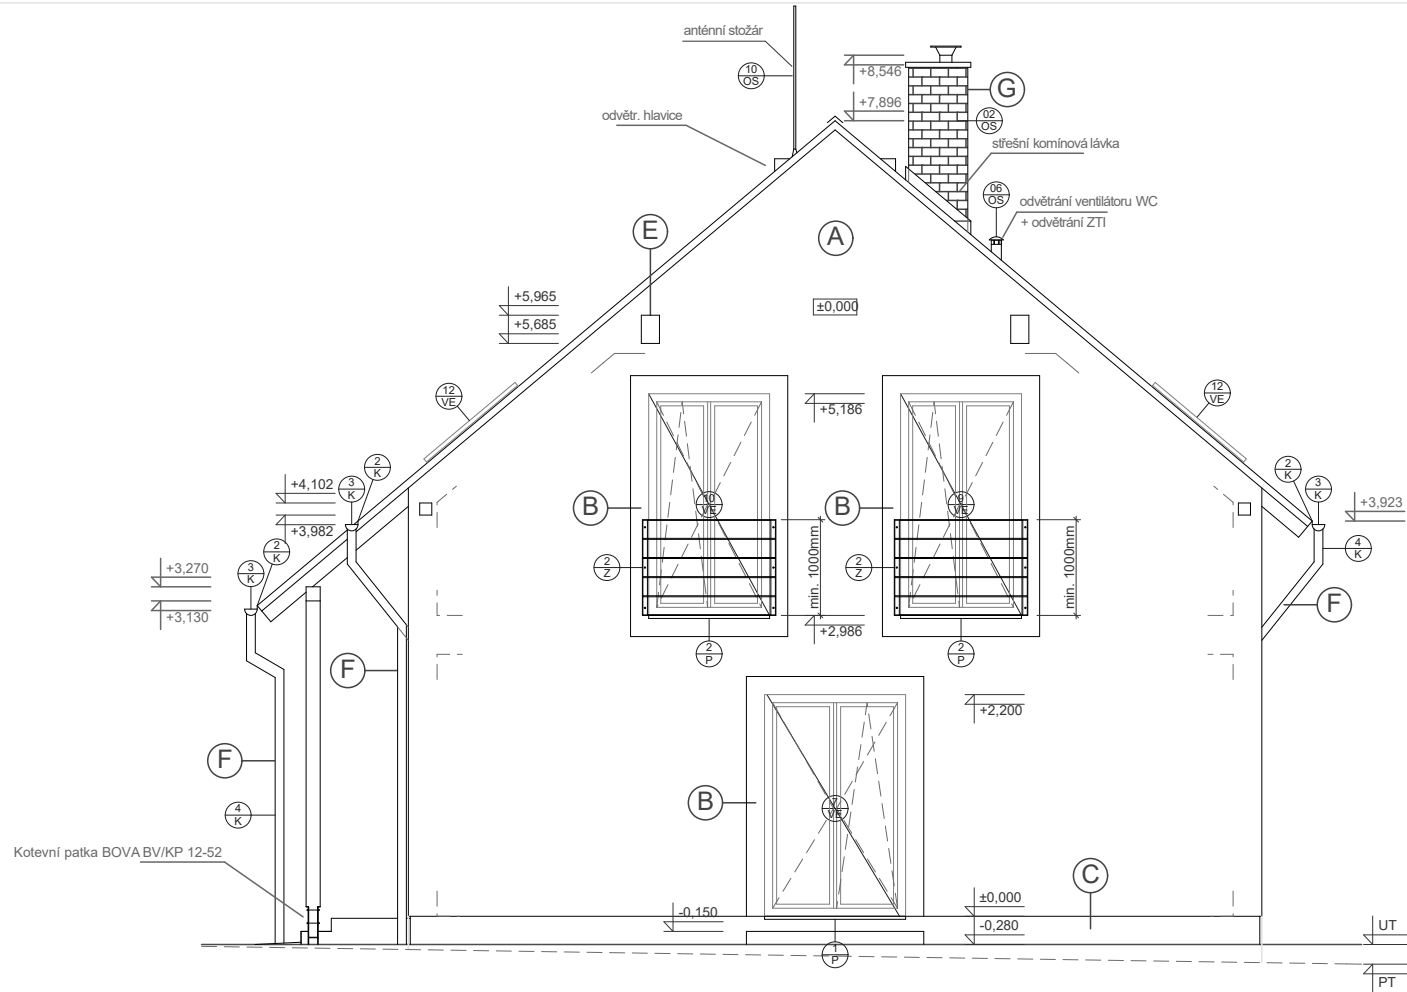 anténní stožár
10
OS
+8,546
G
+7,896
odvětr. hlavice
02
OS
střešní komínová lávka
06
OS
odvětrání ventilátoru WC
+ odvětrání ZTI
E
A
+5,965
±0,000
+5,685
12
VE
12
VE
+5,186
2
K
2
K
+4,102
3
K
3
K
B
10
VE
B
9
VE
+3,923
+3,982
2
K
4
K
+3,270
3
K
2
Z
min. 1000mm
2
Z
min. 1000mm
F
+3,130
+2,986
2
P
2
P
F
+2,200
F
B
7
VE
4
K
Kotevní patka BOVA BV/KP 12-52
C
±0,000
-0,150
-0,280
UT
1
P
PT